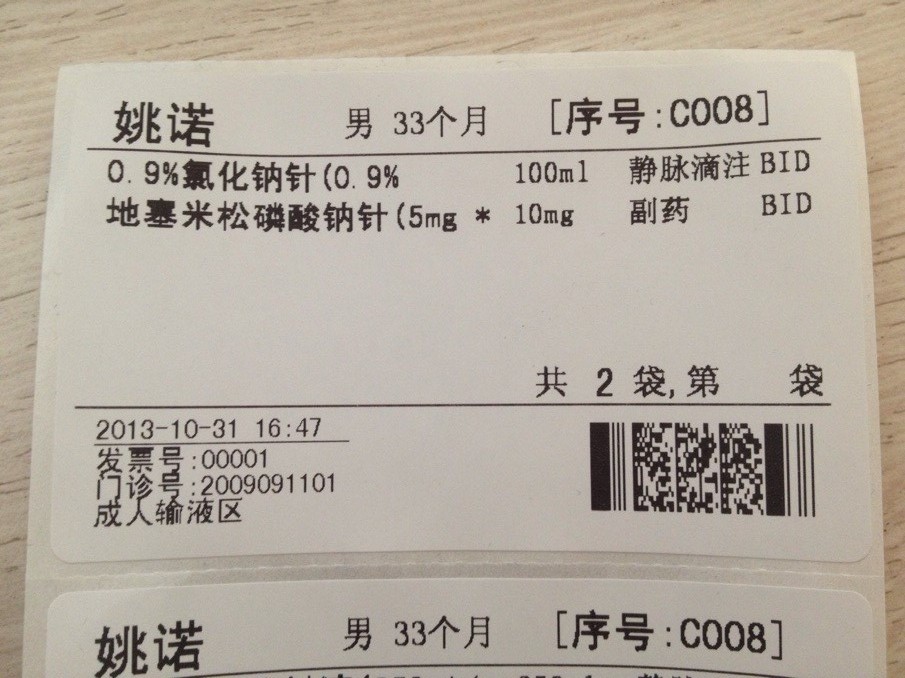 姚诺 男 33个月 [序号:C008]
0.9%氯化钠针(0.9% 100ml 静脉滴注 BID
地塞米松磷酸钠针(5mg * 10mg 副药 BID
共 2 袋,第 袋
2013-10-31 16:47
发票号:00001
门诊号:2009091101
成人输液区
姚诺 男 33个月 [序号:C008]